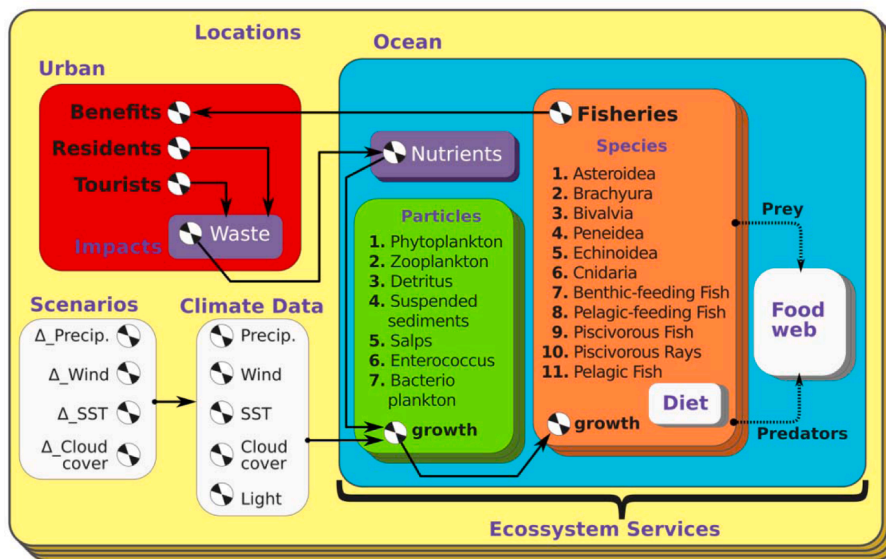 Locations
Ocean
Urban
Benefits
Residents
Tourists
Impacts
Waste
Nutrients
Fisheries
Species
1. Asteroidea
2. Brachyura
3. Bivalvia
4. Peneidea
5. Echinoidea
6. Cnidaria
7. Benthic-feeding Fish
8. Pelagic-feeding Fish
9. Piscivorous Fish
10. Piscivorous Rays
11. Pelagic Fish
Diet
growth
Particles
1. Phytoplankton
2. Zooplankton
3. Detritus
4. Suspended
sediments
5. Salps
6. Enterococcus
7. Bacterio
plankton
growth
Prey
Food
web
Predators
Scenarios
Δ_Precip.
Δ_Wind
Δ_SST
Δ_Cloud
cover
Climate Data
Precip.
Wind
SST
Cloud
cover
Light
Ecossystem Services